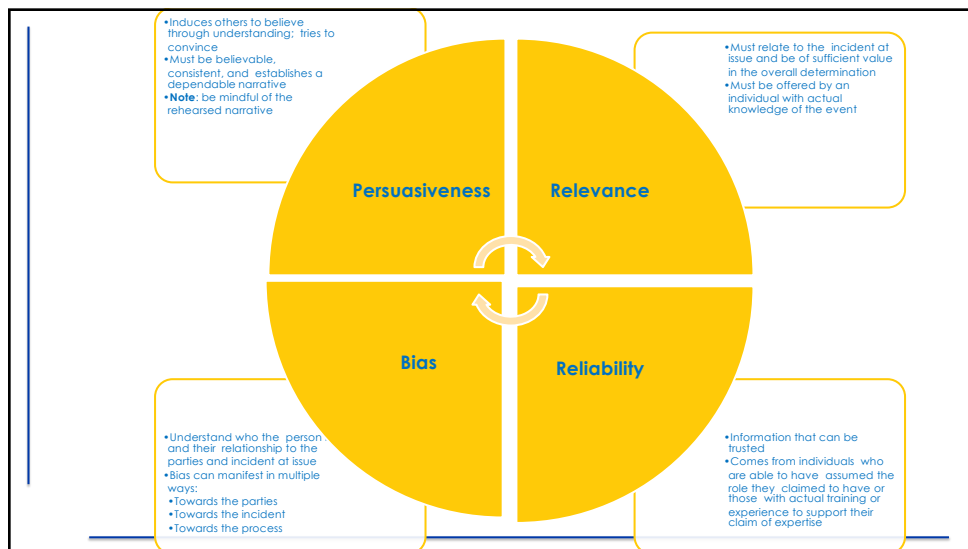 •Induces others to believe
through understanding; tries to
convince
•Must be believable,
consistent, and establishes a
dependable narrative
•Note: be mindful of the
rehearsed narrative
•Must relate to the incident at
issue and be of sufficient value
in the overall determination
•Must be offered by an
individual with actual
knowledge of the event
Persuasiveness
Relevance
Bias
Reliability
•Understand who the person
and their relationship to the
parties and incident at issue
•Bias can manifest in multiple
ways:
•Towards the parties
•Towards the incident
•Towards the process
•Information that can be
trusted
•Comes from individuals who
are able to have assumed the
role they claimed to have or
those with actual training or
experience to support their
claim of expertise